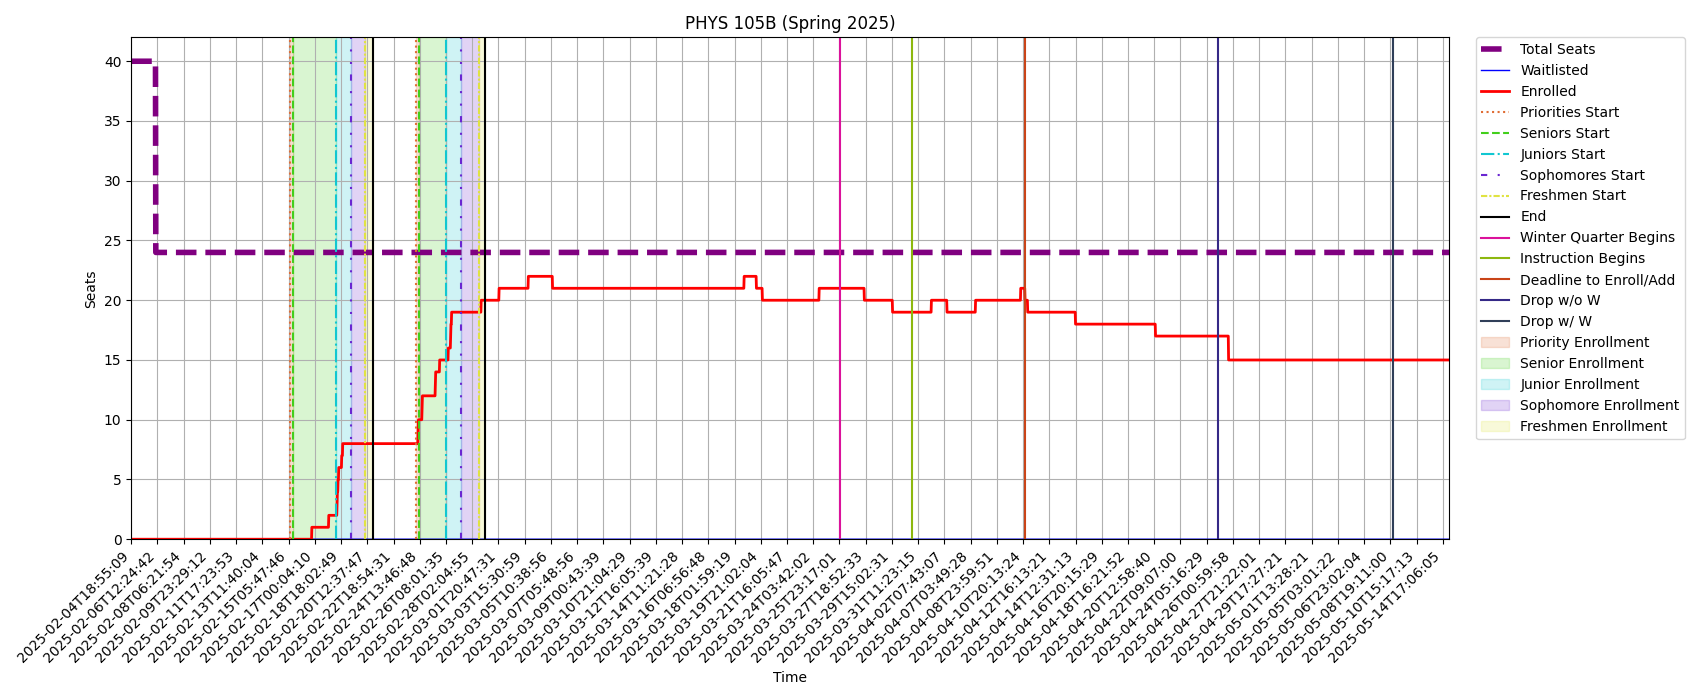 PHYS 105B (Spring 2025)
Seats
40
35
30
25
20
15
10
5
0
2025-02-04T18:55:09
2025-02-06T12:24:42
2025-02-08T06:21:54
2025-02-09T23:29:12
2025-02-11T17:23:53
2025-02-13T11:40:04
2025-02-15T05:47:46
2025-02-17T00:04:10
2025-02-18T18:02:49
2025-02-20T12:37:47
2025-02-22T18:54:31
2025-02-24T13:46:48
2025-02-26T08:01:35
2025-02-28T02:04:55
2025-03-01T20:47:31
2025-03-03T15:30:59
2025-03-05T10:38:56
2025-03-07T05:48:56
2025-03-09T00:43:39
2025-03-10T21:04:29
2025-03-12T16:05:39
2025-03-14T11:21:28
2025-03-16T06:56:48
2025-03-18T01:59:19
2025-03-19T21:02:04
2025-03-21T16:05:47
2025-03-24T03:42:02
2025-03-25T23:17:01
2025-03-27T18:52:33
2025-03-29T15:02:31
2025-03-31T11:23:15
2025-04-02T07:43:07
2025-04-07T03:49:28
2025-04-08T23:59:51
2025-04-10T20:13:24
2025-04-12T16:13:21
2025-04-14T12:31:13
2025-04-16T20:15:29
2025-04-18T16:21:52
2025-04-20T12:58:40
2025-04-22T09:07:00
2025-04-24T05:16:29
2025-04-26T00:59:58
2025-04-27T21:22:01
2025-04-29T17:27:21
2025-05-01T13:28:21
2025-05-05T03:01:22
2025-05-06T23:02:04
2025-05-08T19:11:00
2025-05-10T15:17:13
2025-05-14T17:06:05
Time
Total Seats
Waitlisted
Enrolled
Priorities Start
Seniors Start
Juniors Start
Sophomores Start
Freshmen Start
End
Winter Quarter Begins
Instruction Begins
Deadline to Enroll/Add
Drop w/o W
Drop w/ W
Priority Enrollment
Senior Enrollment
Junior Enrollment
Sophomore Enrollment
Freshmen Enrollment